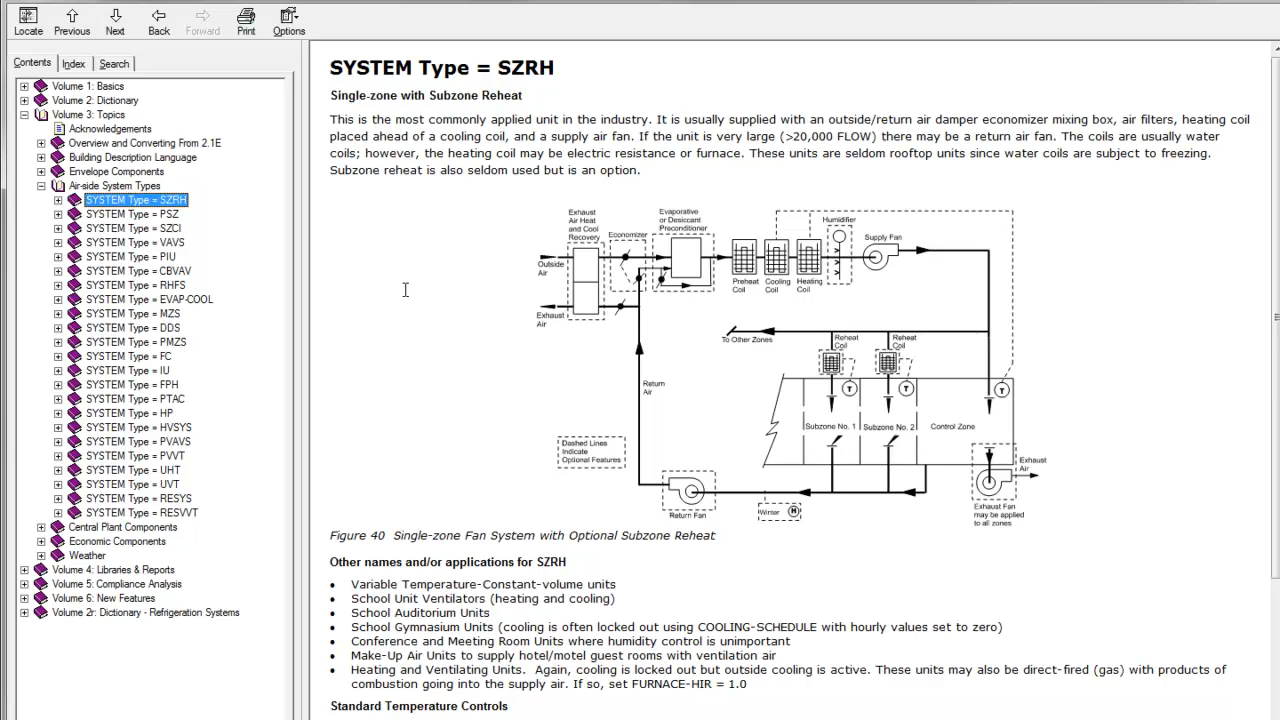 Locate Previous Next Back Forward Print Options
Contents Index Search
Volume 1: Basics
Volume 2: Dictionary
Volume 3: Topics
Acknowledgements
Overview and Converting From 2.1E
Building Description Language
Envelope Components
Air-side System Types
SYSTEM Type = SZRH
SYSTEM Type = PSZ
SYSTEM Type = SZCI
SYSTEM Type = VAVS
SYSTEM Type = PIU
SYSTEM Type = CBVAV
SYSTEM Type = RHFS
SYSTEM Type = EVAP-COOL
SYSTEM Type = MZS
SYSTEM Type = DDS
SYSTEM Type = PMZS
SYSTEM Type = FC
SYSTEM Type = IU
SYSTEM Type = FPH
SYSTEM Type = PTAC
SYSTEM Type = HP
SYSTEM Type = HVSYS
SYSTEM Type = PVAVS
SYSTEM Type = PVVT
SYSTEM Type = UHT
SYSTEM Type = UVT
SYSTEM Type = RESYS
SYSTEM Type = RESVVT
Central Plant Components
Economic Components
Weather
Volume 4: Libraries & Reports
Volume 5: Compliance Analysis
Volume 6: New Features
Volume 2r: Dictionary - Refrigeration Systems
SYSTEM Type = SZRH
Single-zone with Subzone Reheat
This is the most commonly applied unit in the industry. It is usually supplied with an outside/return air damper economizer mixing box, air filters, heating coil
placed ahead of a cooling coil, and a supply air fan. If the unit is very large (>20,000 FLOW) there may be a return air fan. The coils are usually water
coils; however, the heating coil may be electric resistance or furnace. These units are seldom rooftop units since water coils are subject to freezing.
Subzone reheat is also seldom used but is an option.
Exhaust
Air Heat
and Cool
Recovery
Economizer
Evaporative
or Desiccant
Preconditioner
Humidifier
Supply Fan
Outside
Air
Exhaust
Air
Preheat
Coil
Cooling
Coil
Heating
Coil
To Other Zones
Reheat
Coil
Reheat
Coil
Return
Air
T
T
T
Subzone No. 1
Subzone No. 2
Control Zone
Dashed Lines
Indicate
Optional Features
Exhaust
Air
Return Fan
Winter H
Exhaust Fan
may be applied
to all zones
Figure 40 Single-zone Fan System with Optional Subzone Reheat
Other names and/or applications for SZRH
• Variable Temperature-Constant-volume units
• School Unit Ventilators (heating and cooling)
• School Auditorium Units
• School Gymnasium Units (cooling is often locked out using COOLING-SCHEDULE with hourly values set to zero)
• Conference and Meeting Room Units where humidity control is unimportant
• Make-Up Air Units to supply hotel/motel guest rooms with ventilation air
• Heating and Ventilating Units. Again, cooling is locked out but outside cooling is active. These units may also be direct-fired (gas) with products of
combustion going into the supply air. If so, set FURNACE-HIR = 1.0
Standard Temperature Controls